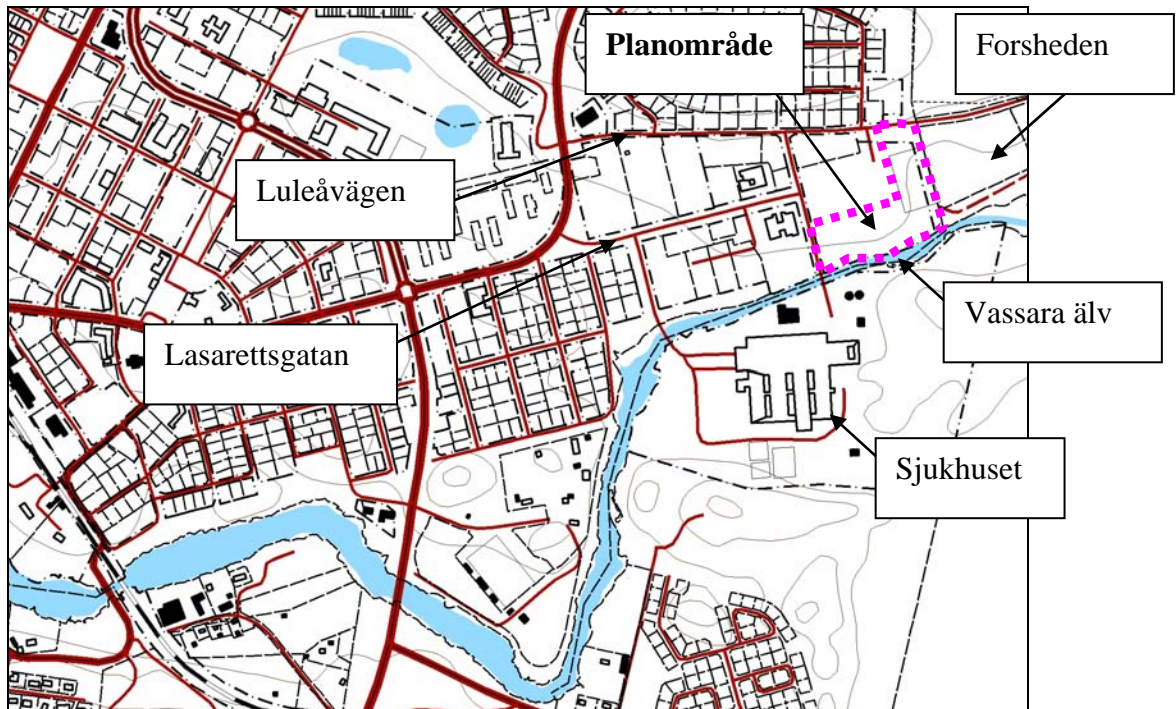 Planområde
Forsheden
Luleåvägen
Vassara älv
Lasarettsgatan
Sjukhuset